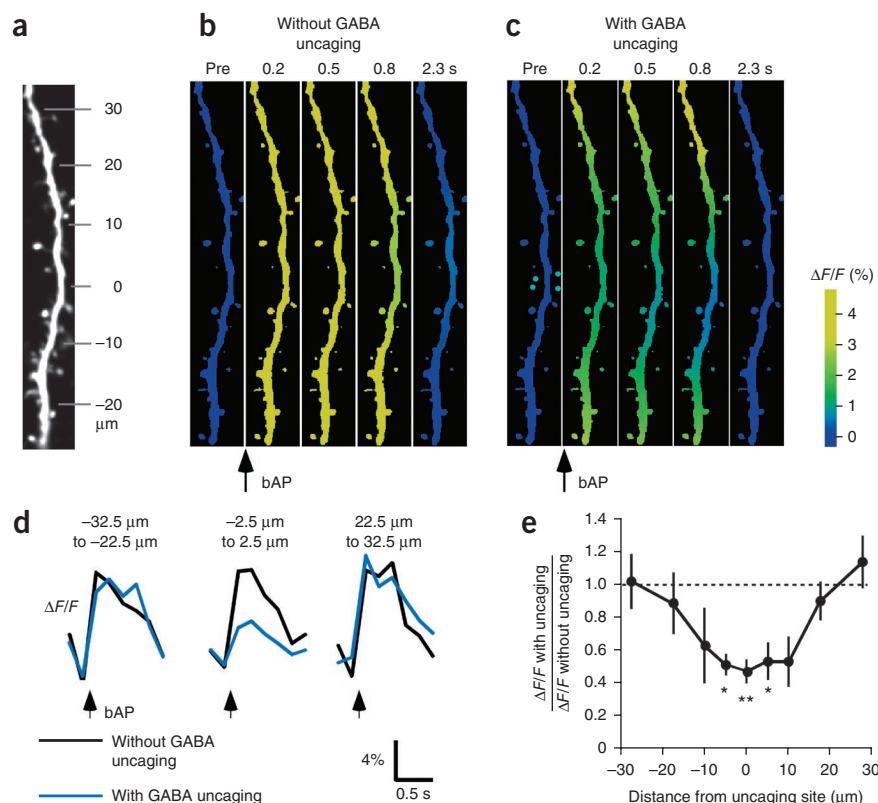 a
30
20
10
0
−10
−20
μm
b
Without GABA
uncaging
Pre 0.2 0.5 0.8 2.3 s
bAP
c
With GABA
uncaging
Pre 0.2 0.5 0.8 2.3 s
bAP
ΔF/F (%)
4
3
2
1
0
d
−32.5 μm
to −22.5 μm
−2.5 μm
to 2.5 μm
22.5 μm
to 32.5 μm
ΔF/F
bAP
Without GABA
uncaging
With GABA uncaging
4%
0.5 s
e
ΔF/F with uncaging
ΔF/F without uncaging
1.4
1.2
1.0
0.8
0.6
0.4
0.2
0
* ** *
−30 −20 −10 0 10 20 30
Distance from uncaging site (μm)